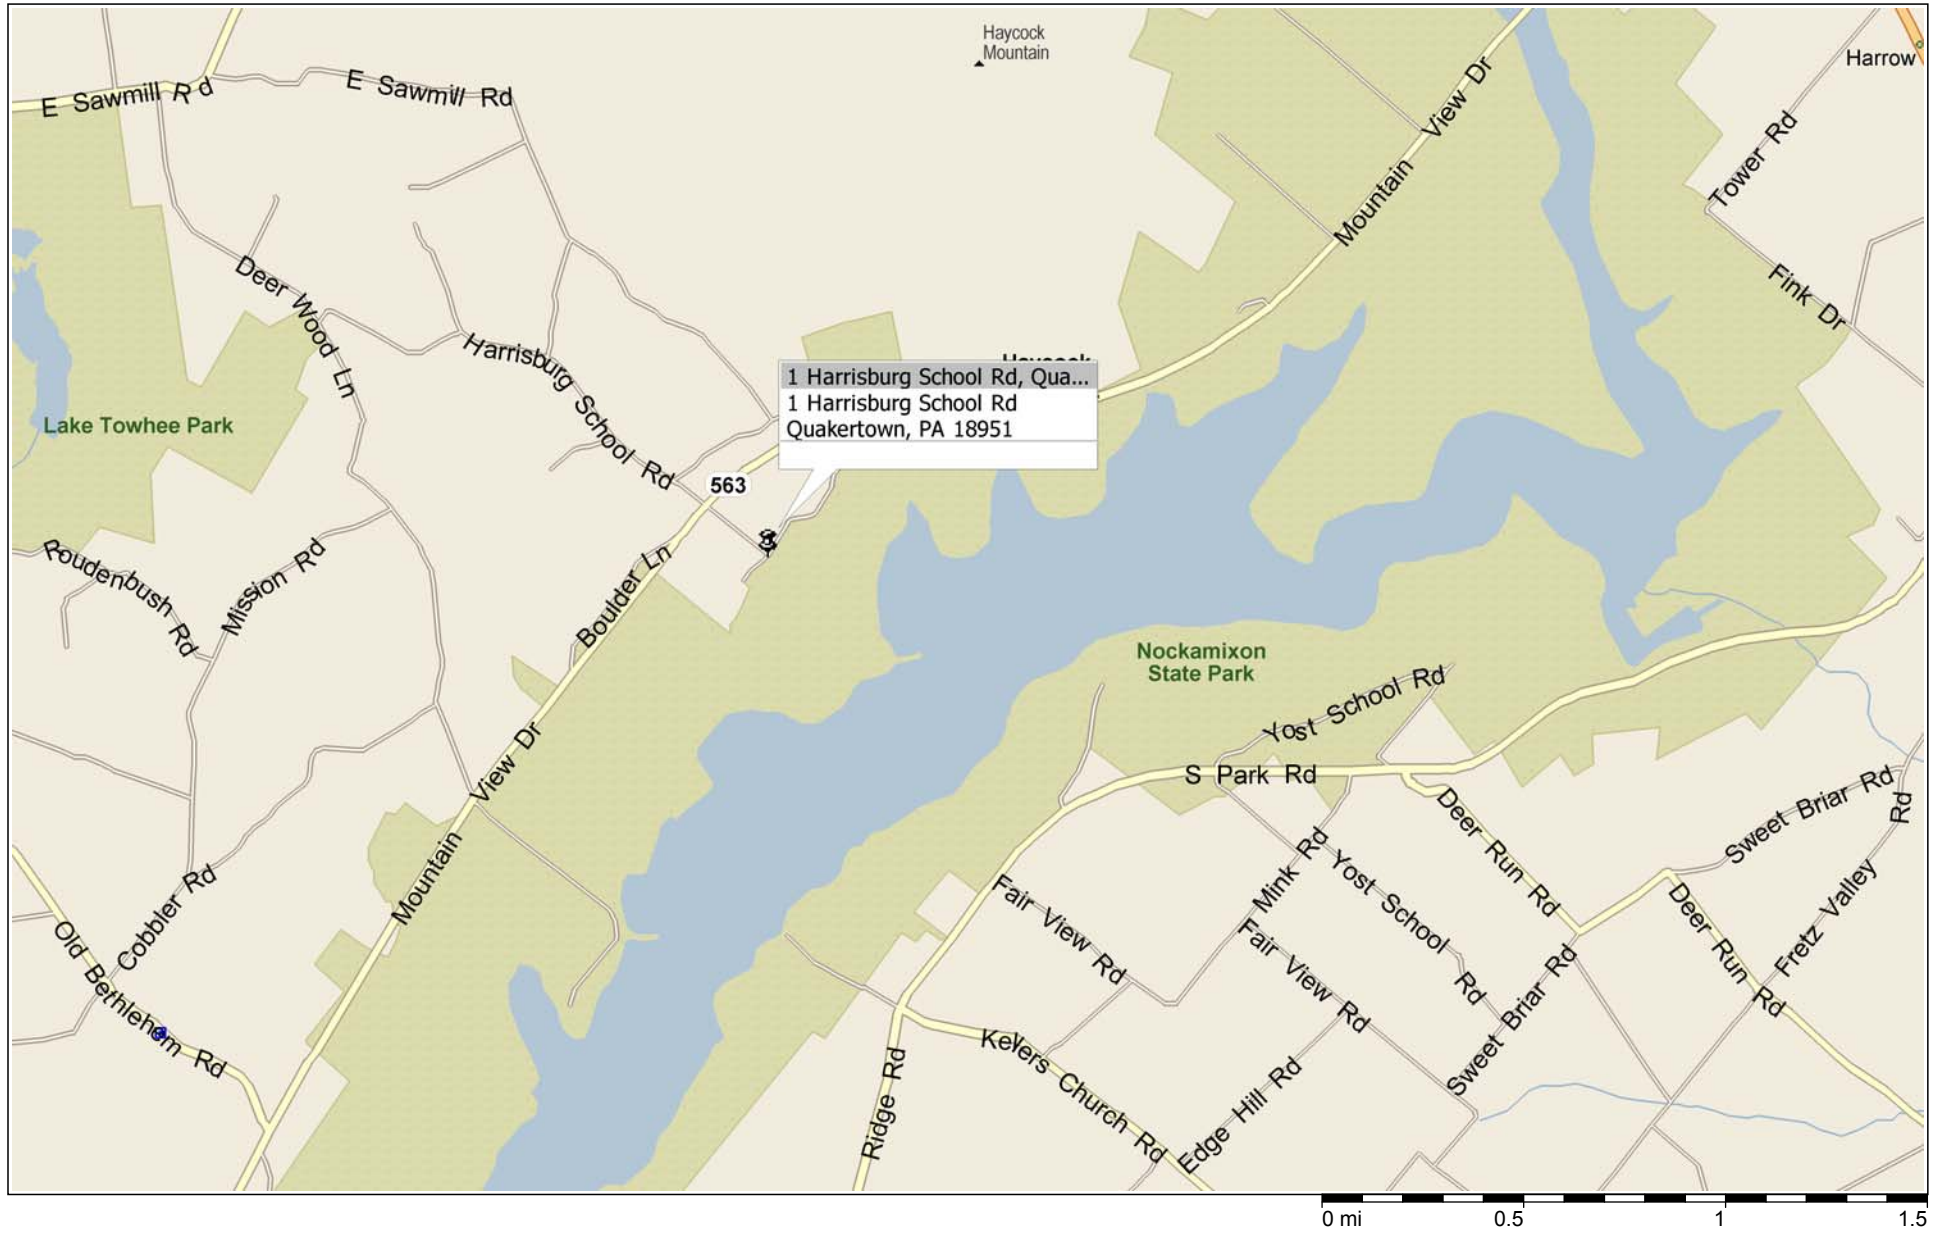 Haycock
Mountain
Harrow
E Sawmill Rd
E Sawmill Rd
Mountain View Dr
Tower Rd
Fink Dr
Deer Wood Ln
Harrisburg School Rd
1 Harrisburg School Rd, Qua...
1 Harrisburg School Rd
Quakertown, PA 18951
Lake Towhee Park
563
Roudenbush Rd
Mission Rd
Boulder Ln
Nockamixon
State Park
Yost School Rd
S Park Rd
Mountain View Dr
Deer Run Rd
Sweet Briar Rd
Mink Rd
Yost School Rd
Fair View Rd
Fair View Rd
Deer Run Rd
Fretz Valley Rd
Cobbler Rd
Old Bethlehem Rd
Sweet Briar Rd
Kellers Church Rd
Ridge Rd
Edge Hill Rd
0 mi 0.5 1 1.5